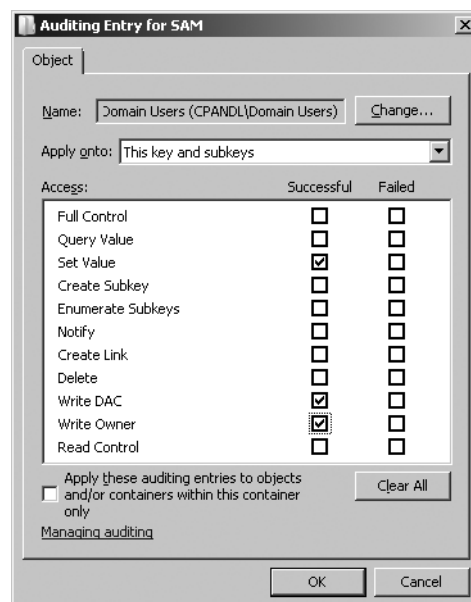 Auditing Entry for SAM
Object
Name: Domain Users (CPANDL\Domain Users) Change...
Apply onto: This key and subkeys
Access: Successful Failed
Full Control
Query Value
Set Value
Create Subkey
Enumerate Subkeys
Notify
Create Link
Delete
Write DAC
Write Owner
Read Control
Apply these auditing entries to objects
and/or containers within this container
only
Clear All
Managing auditing
OK Cancel